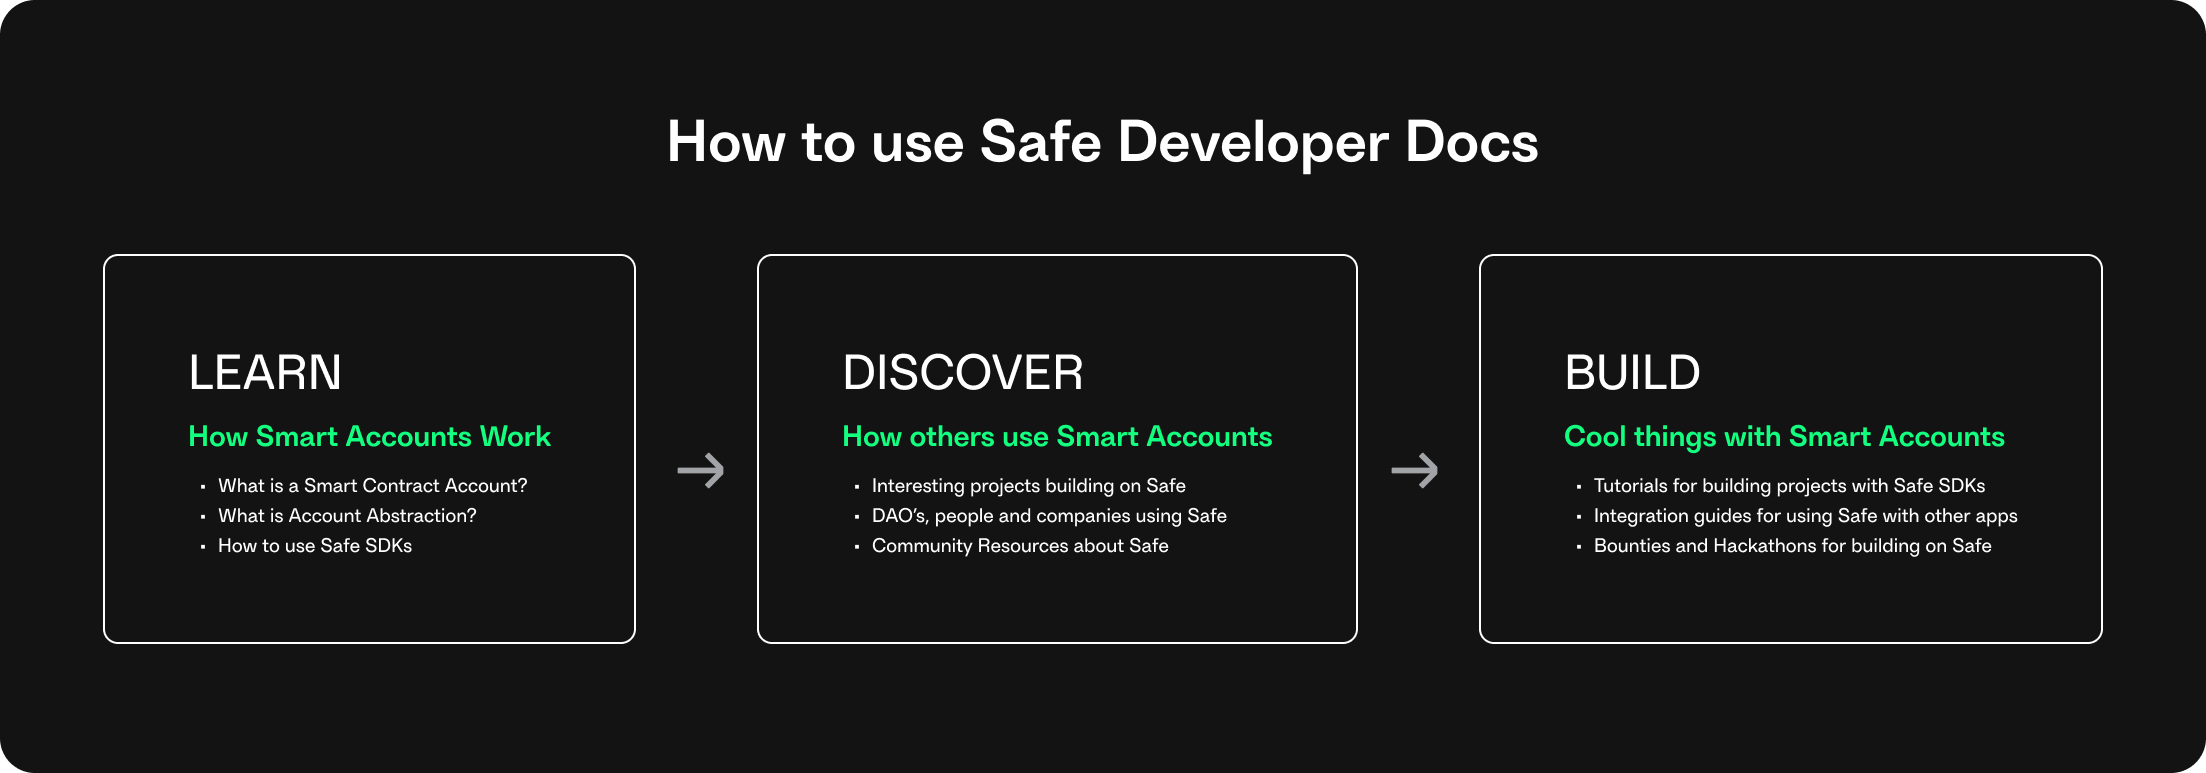 How to use Safe Developer Docs
LEARN
How Smart Accounts Work
• What is a Smart Contract Account?
• What is Account Abstraction?
• How to use Safe SDKs
DISCOVER
How others use Smart Accounts
• Interesting projects building on Safe
• DAO’s, people and companies using Safe
• Community Resources about Safe
BUILD
Cool things with Smart Accounts
• Tutorials for building projects with Safe SDKs
• Integration guides for using Safe with other apps
• Bounties and Hackathons for building on Safe